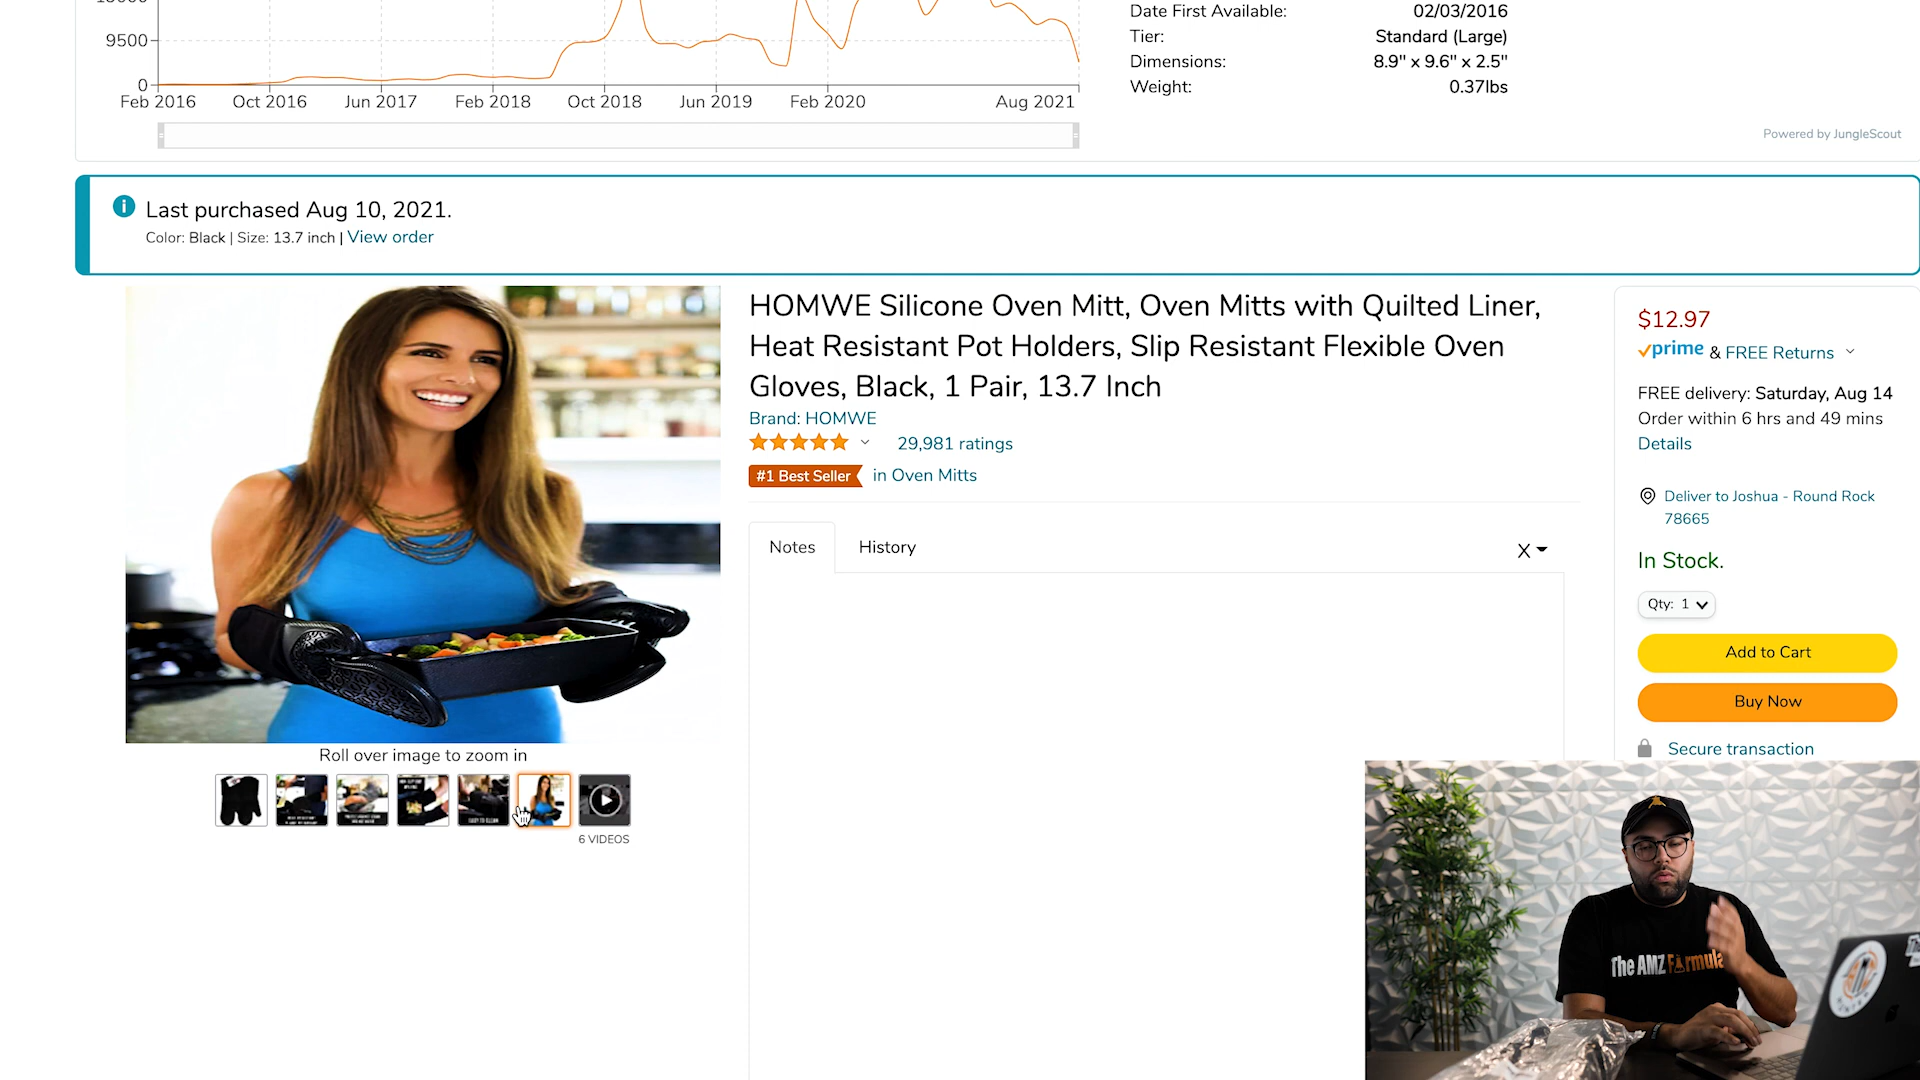 9500
0
Feb 2016 Oct 2016 Jun 2017 Feb 2018 Oct 2018 Jun 2019 Feb 2020 Aug 2021
Date First Available: 02/03/2016
Tier: Standard (Large)
Dimensions: 8.9" x 9.6" x 2.5"
Weight: 0.37lbs
Powered by JungleScout
Last purchased Aug 10, 2021.
Color: Black | Size: 13.7 inch | View order
HOMWE Silicone Oven Mitt, Oven Mitts with Quilted Liner,
Heat Resistant Pot Holders, Slip Resistant Flexible Oven
Gloves, Black, 1 Pair, 13.7 Inch
Brand: HOMWE
29,981 ratings
#1 Best Seller in Oven Mitts
Notes History X
Roll over image to zoom in
EASY TO CLEAN
6 VIDEOS
$12.97
prime & FREE Returns
FREE delivery: Saturday, Aug 14
Order within 6 hrs and 49 mins
Details
Deliver to Joshua - Round Rock
78665
In Stock.
Qty: 1
Add to Cart
Buy Now
Secure transaction
The AMZ Formula